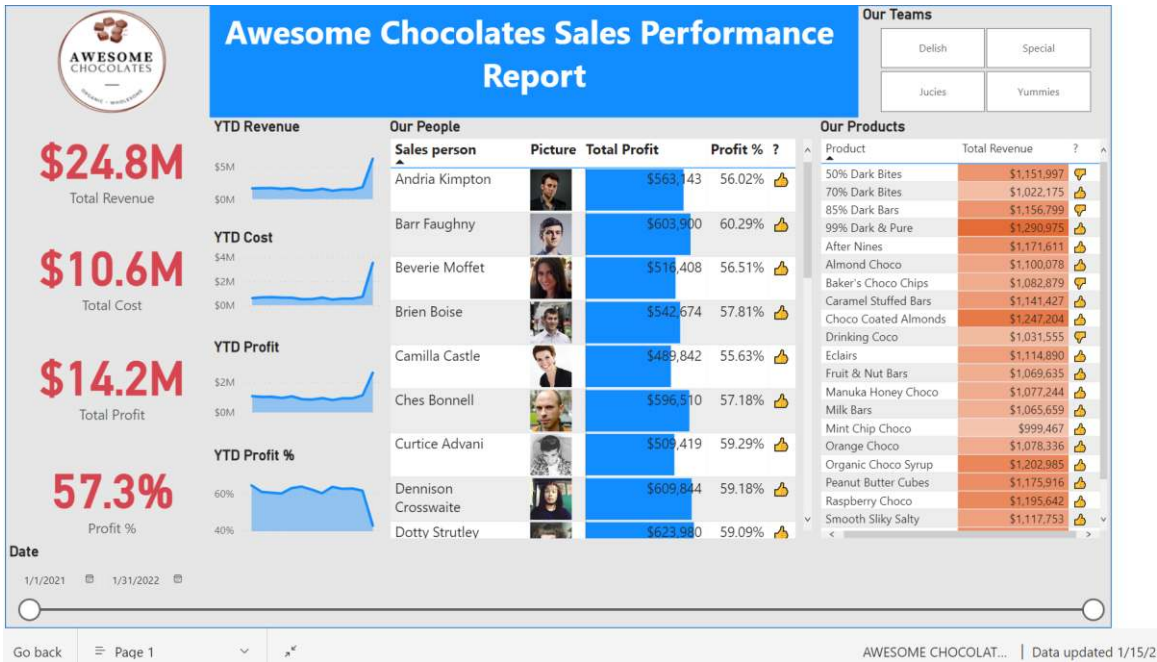 AWESOME
CHOCOLATES
ORGANIC • WHOLESOME
Awesome Chocolates Sales Performance
Report
Our Teams
Delish
Special
Jucies
Yummies
$24.8M
Total Revenue
$10.6M
Total Cost
$14.2M
Total Profit
57.3%
Profit %
YTD Revenue
$5M
$0M
YTD Cost
$4M
$2M
$0M
YTD Profit
$2M
$0M
YTD Profit %
60%
40%
Our People
Sales person Picture Total Profit Profit % ?
Andria Kimpton $563,143 56.02%
Barr Faughny $603,900 60.29%
Beverie Moffet $516,408 56.51%
Brien Boise $542,674 57.81%
Camilla Castle $489,842 55.63%
Ches Bonnell $596,510 57.18%
Curtice Advani $509,419 59.29%
Dennison
Crosswaite $609,844 59.18%
Dotty Strutley $623,980 59.09%
Our Products
Product Total Revenue ?
50% Dark Bites $1,151,997
70% Dark Bites $1,022,175
85% Dark Bars $1,156,799
99% Dark & Pure $1,290,975
After Nines $1,171,611
Almond Choco $1,100,078
Baker's Choco Chips $1,082,879
Caramel Stuffed Bars $1,141,427
Choco Coated Almonds $1,247,204
Drinking Coco $1,031,555
Eclairs $1,114,890
Fruit & Nut Bars $1,069,635
Manuka Honey Choco $1,077,244
Milk Bars $1,065,659
Mint Chip Choco $999,467
Orange Choco $1,078,336
Organic Choco Syrup $1,202,985
Peanut Butter Cubes $1,175,916
Raspberry Choco $1,195,642
Smooth Sliky Salty $1,117,753
Date
1/1/2021 1/31/2022
Go back Page 1 AWESOME CHOCOLAT... | Data updated 1/15/2